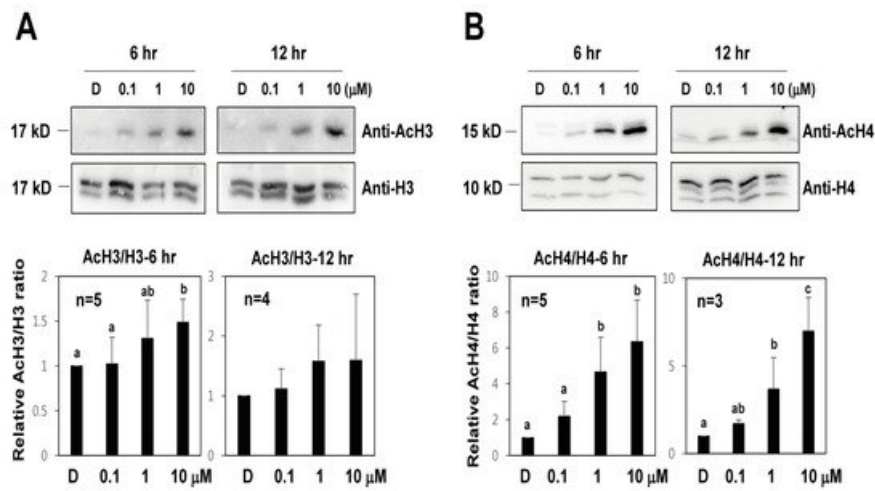 A
6 hr 12 hr
D 0.1 1 10 D 0.1 1 10 (μM)
17 kD Anti-AcH3
17 kD Anti-H3
AcH3/H3-6 hr AcH3/H3-12 hr
Relative AcH3/H3 ratio
2
1.5
1
0.5
0
n=5
a a ab b
D 0.1 1 10 μM
3
2
1
0
n=4
D 0.1 1 10 μM
B
6 hr 12 hr
D 0.1 1 10 D 0.1 1 10
15 kD Anti-AcH4
10 kD Anti-H4
AcH4/H4-6 hr AcH4/H4-12 hr
Relative AcH4/H4 ratio
10
8
6
4
2
0
n=5
a a b b
D 0.1 1 10 μM
10
5
0
n=3
a ab b c
D 0.1 1 10 μM